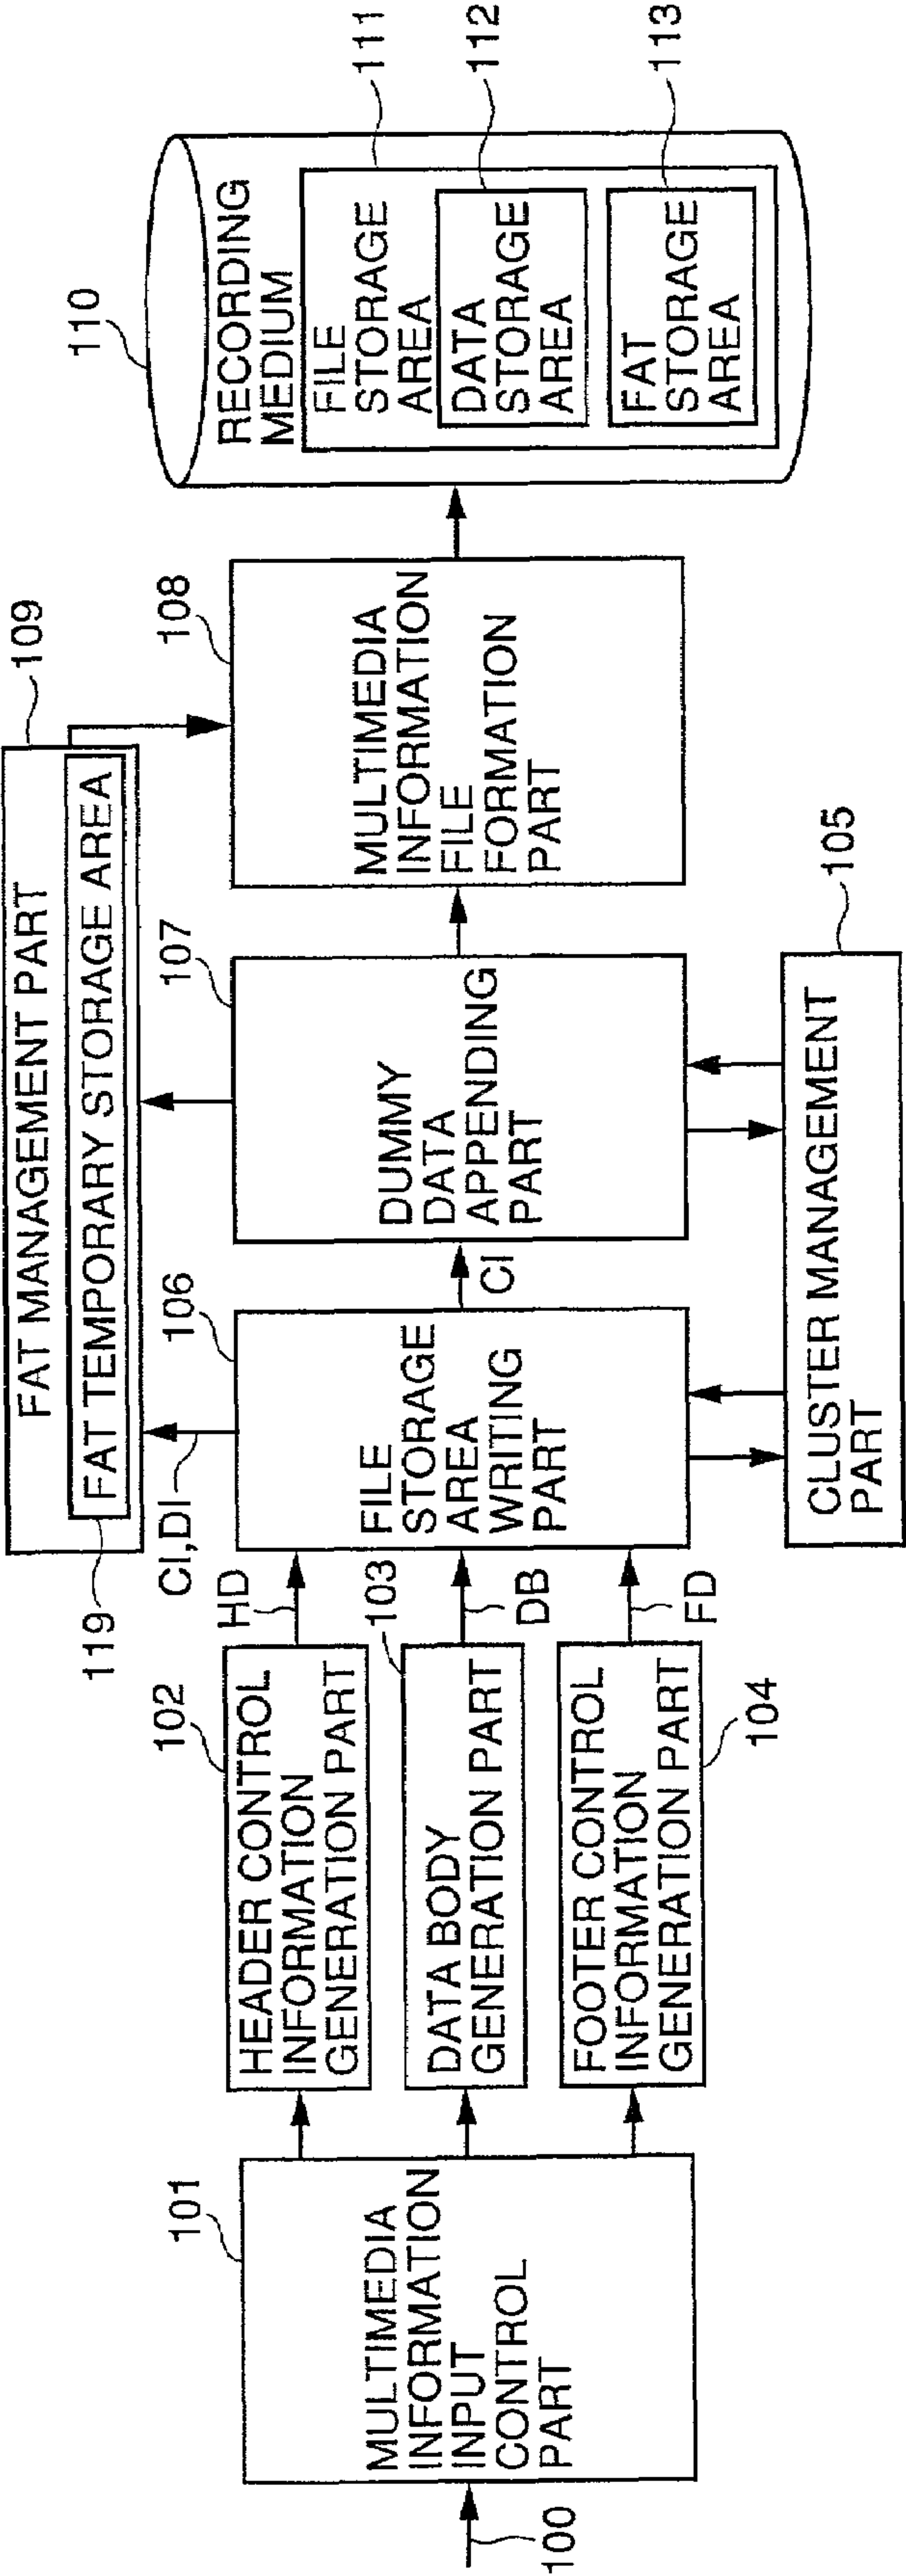 100
101
MULTIMEDIA
INFORMATION
INPUT
CONTROL
PART
102
HEADER CONTROL
INFORMATION
GENERATION PART
HD
103
DATA BODY
GENERATION PART
DB
FOOTER CONTROL
INFORMATION
GENERATION PART
104
FD
119
CI,DI
FAT MANAGEMENT PART
FAT TEMPORARY STORAGE AREA
109
106
FILE
STORAGE
AREA
WRITING
PART
CI
107
DUMMY
DATA
APPENDING
PART
CLUSTER MANAGEMENT
PART
105
108
MULTIMEDIA
INFORMATION
FILE
FORMATION
PART
110
RECORDING
MEDIUM
FILE
STORAGE
AREA
111
DATA
STORAGE
AREA
112
FAT
STORAGE
AREA
113